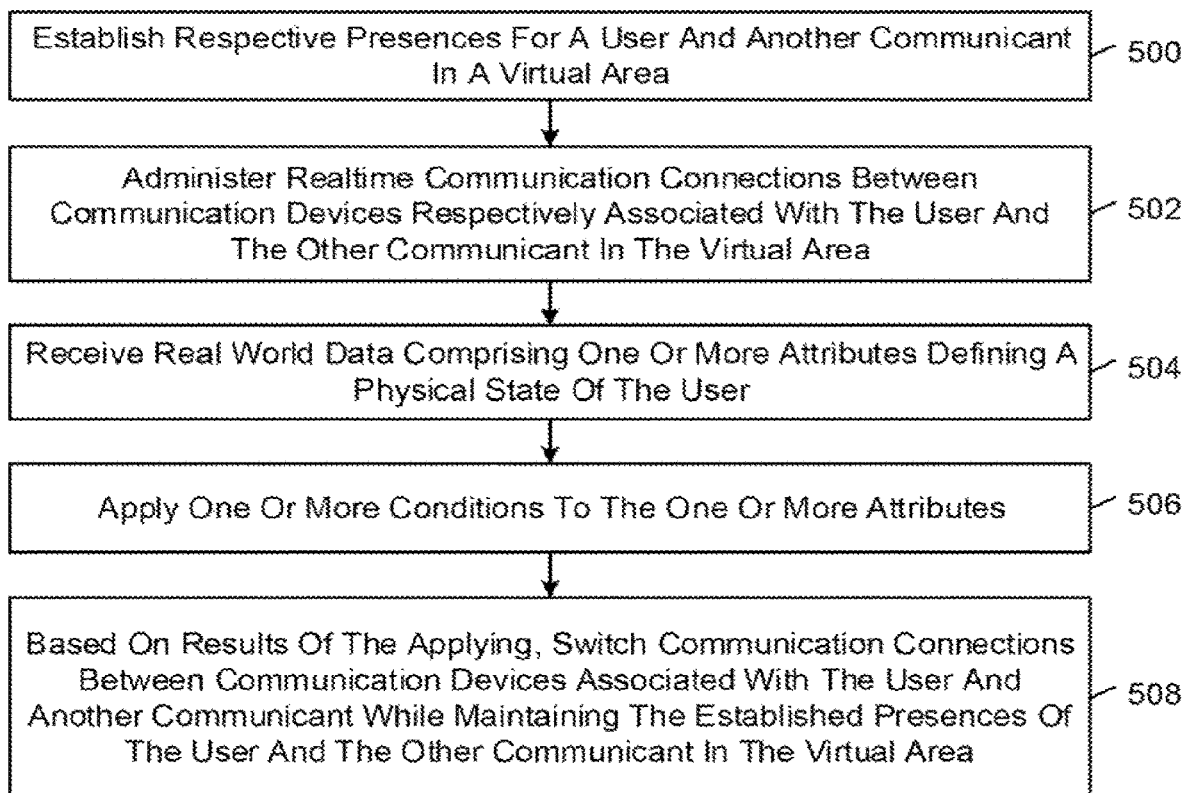 Establish Respective Presences For A User And Another Communicant
In A Virtual Area
500
Administer Realtime Communication Connections Between
Communication Devices Respectively Associated With The User And
The Other Communicant In The Virtual Area
502
Receive Real World Data Comprising One Or More Attributes Defining A
Physical State Of The User
504
Apply One Or More Conditions To The One Or More Attributes
506
Based On Results Of The Applying, Switch Communication Connections
Between Communication Devices Associated With The User And
Another Communicant While Maintaining The Established Presences Of
The User And The Other Communicant In The Virtual Area
508